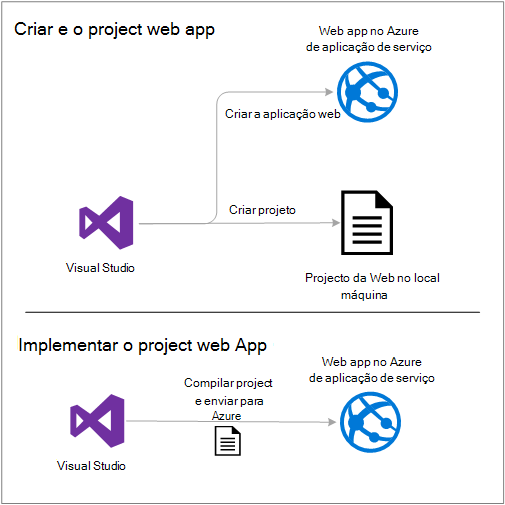 Criar e o project web app
Web app no Azure
de aplicação de serviço
Criar a aplicação web
Criar projeto
Visual Studio
Projecto da Web no local
máquina
Implementar o project web App
Web app no Azure
de aplicação de serviço
Compilar project
e enviar para
Azure
Visual Studio